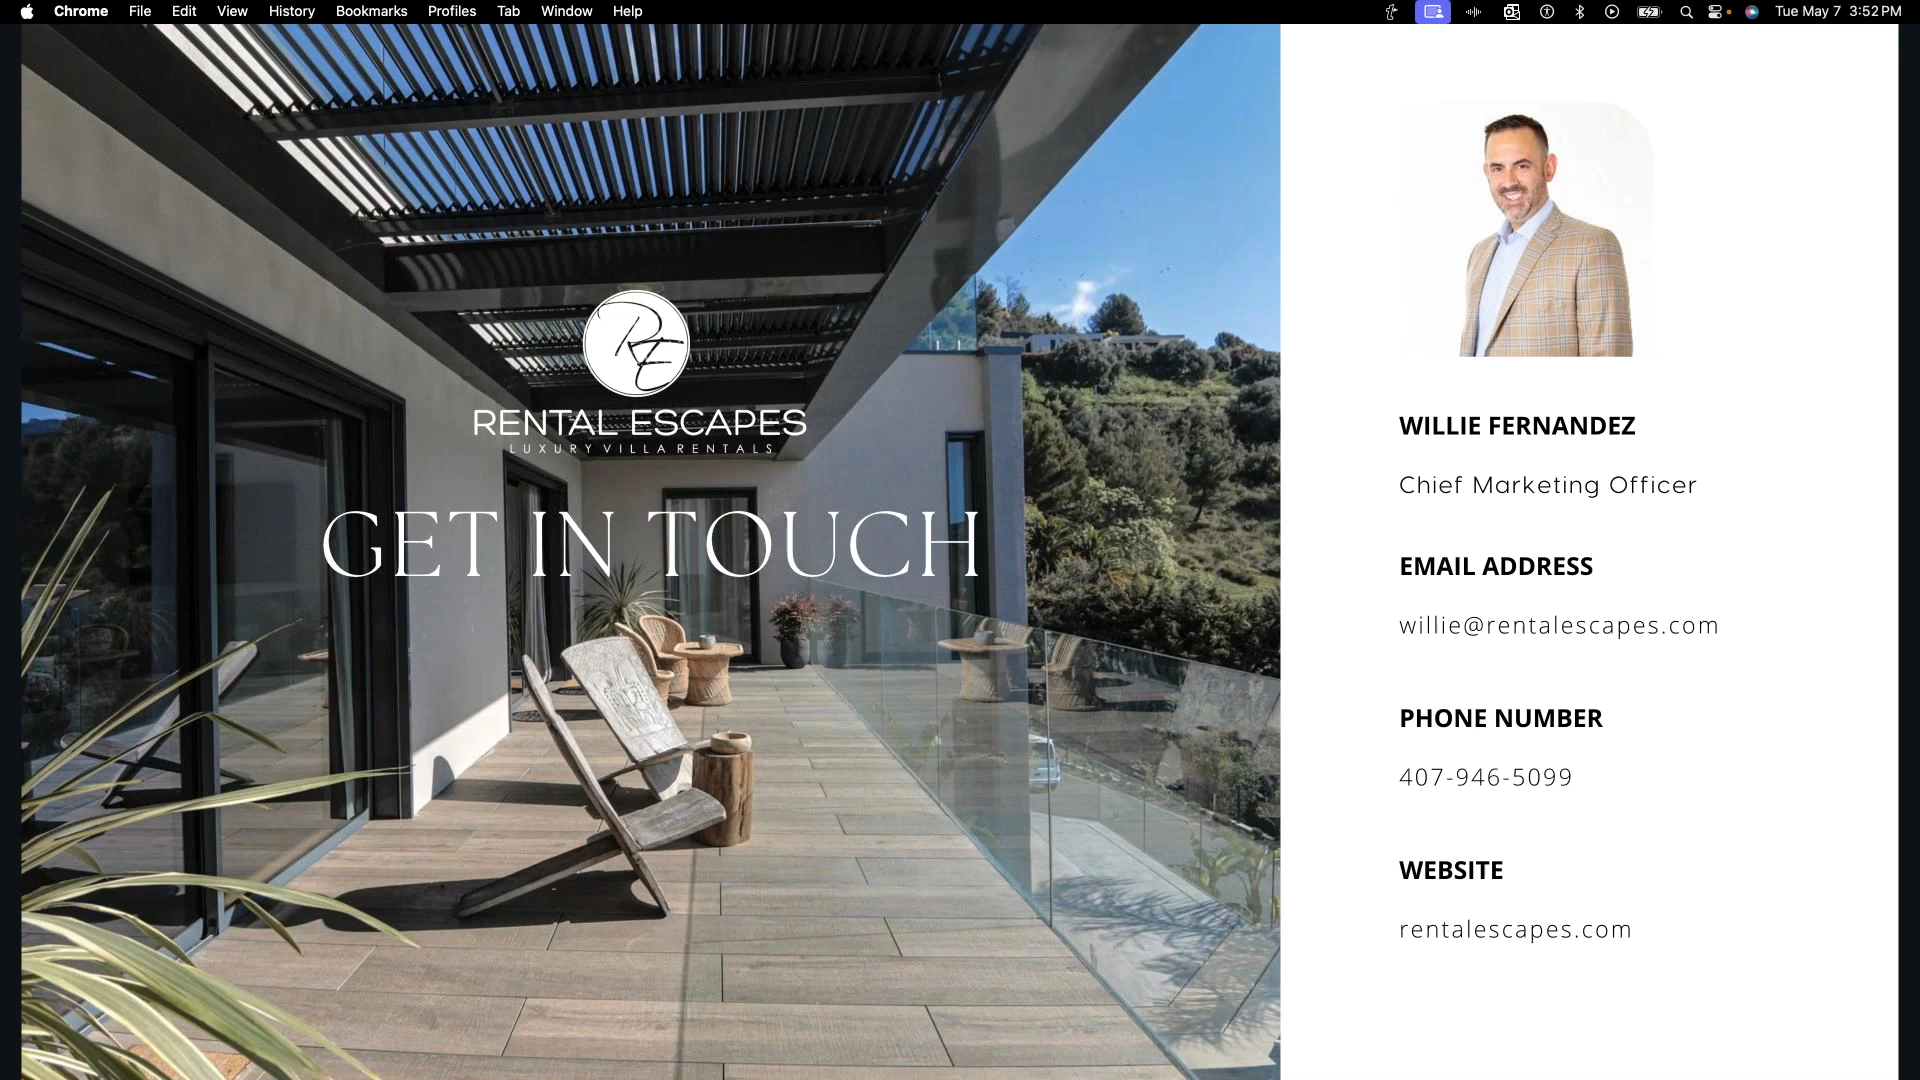 Chrome File Edit View History Bookmarks Profiles Tab Window Help Tue May 7 3:52 PM
RE
RENTAL ESCAPES
LUXURY VILLA RENTALS
GET IN TOUCH
WILLIE FERNANDEZ
Chief Marketing Officer
EMAIL ADDRESS
willie@rentalescapes.com
PHONE NUMBER
407-946-5099
WEBSITE
rentalescapes.com